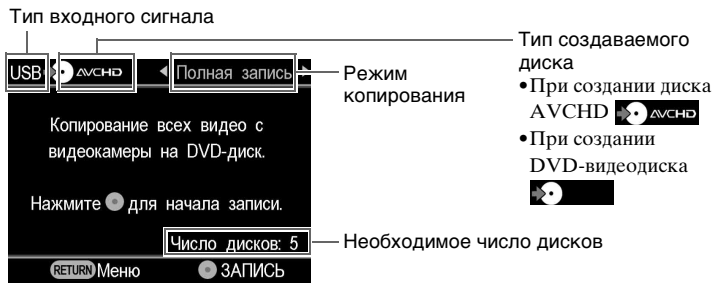 Тип входного сигнала
USB AVCHD Полная запись
Копирование всех видео с
видеокамеры на DVD-диск.
Нажмите для начала записи.
Число дисков: 5
RETURN Меню ЗАПИСЬ
Режим
копирования
Необходимое число дисков
Тип создаваемого
диска
•При создании диска
AVCHD AVCHD
•При создании
DVD-видеодиска